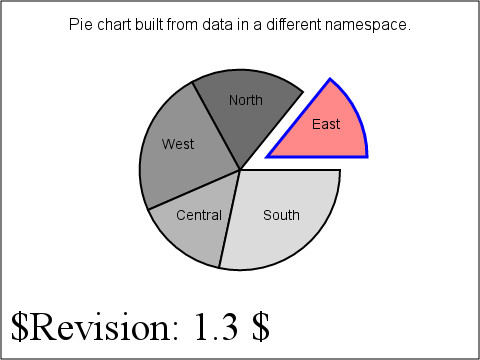 Pie chart built from data in a different namespace.
North
East
West
Central
South
$Revision: 1.3 $